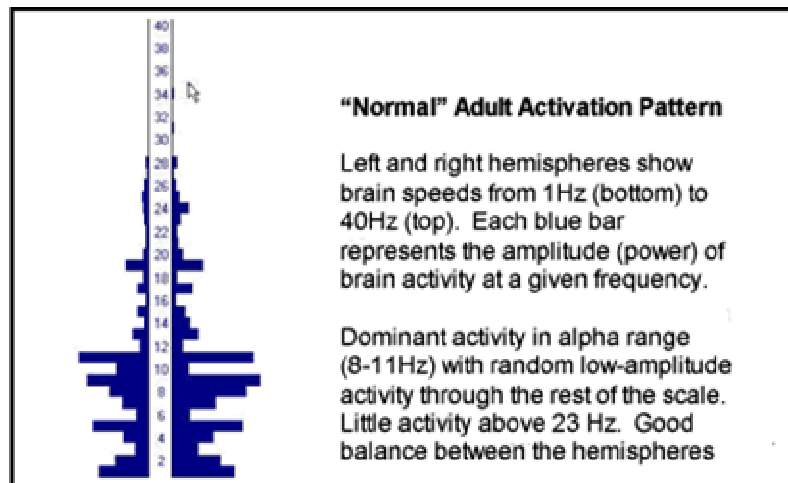 40
38
36
34
32
30
28
26
24
22
20
18
16
14
12
10
8
6
4
2
“Normal” Adult Activation Pattern
Left and right hemispheres show
brain speeds from 1Hz (bottom) to
40Hz (top). Each blue bar
represents the amplitude (power) of
brain activity at a given frequency.
Dominant activity in alpha range
(8-11Hz) with random low-amplitude
activity through the rest of the scale.
Little activity above 23 Hz. Good
balance between the hemispheres